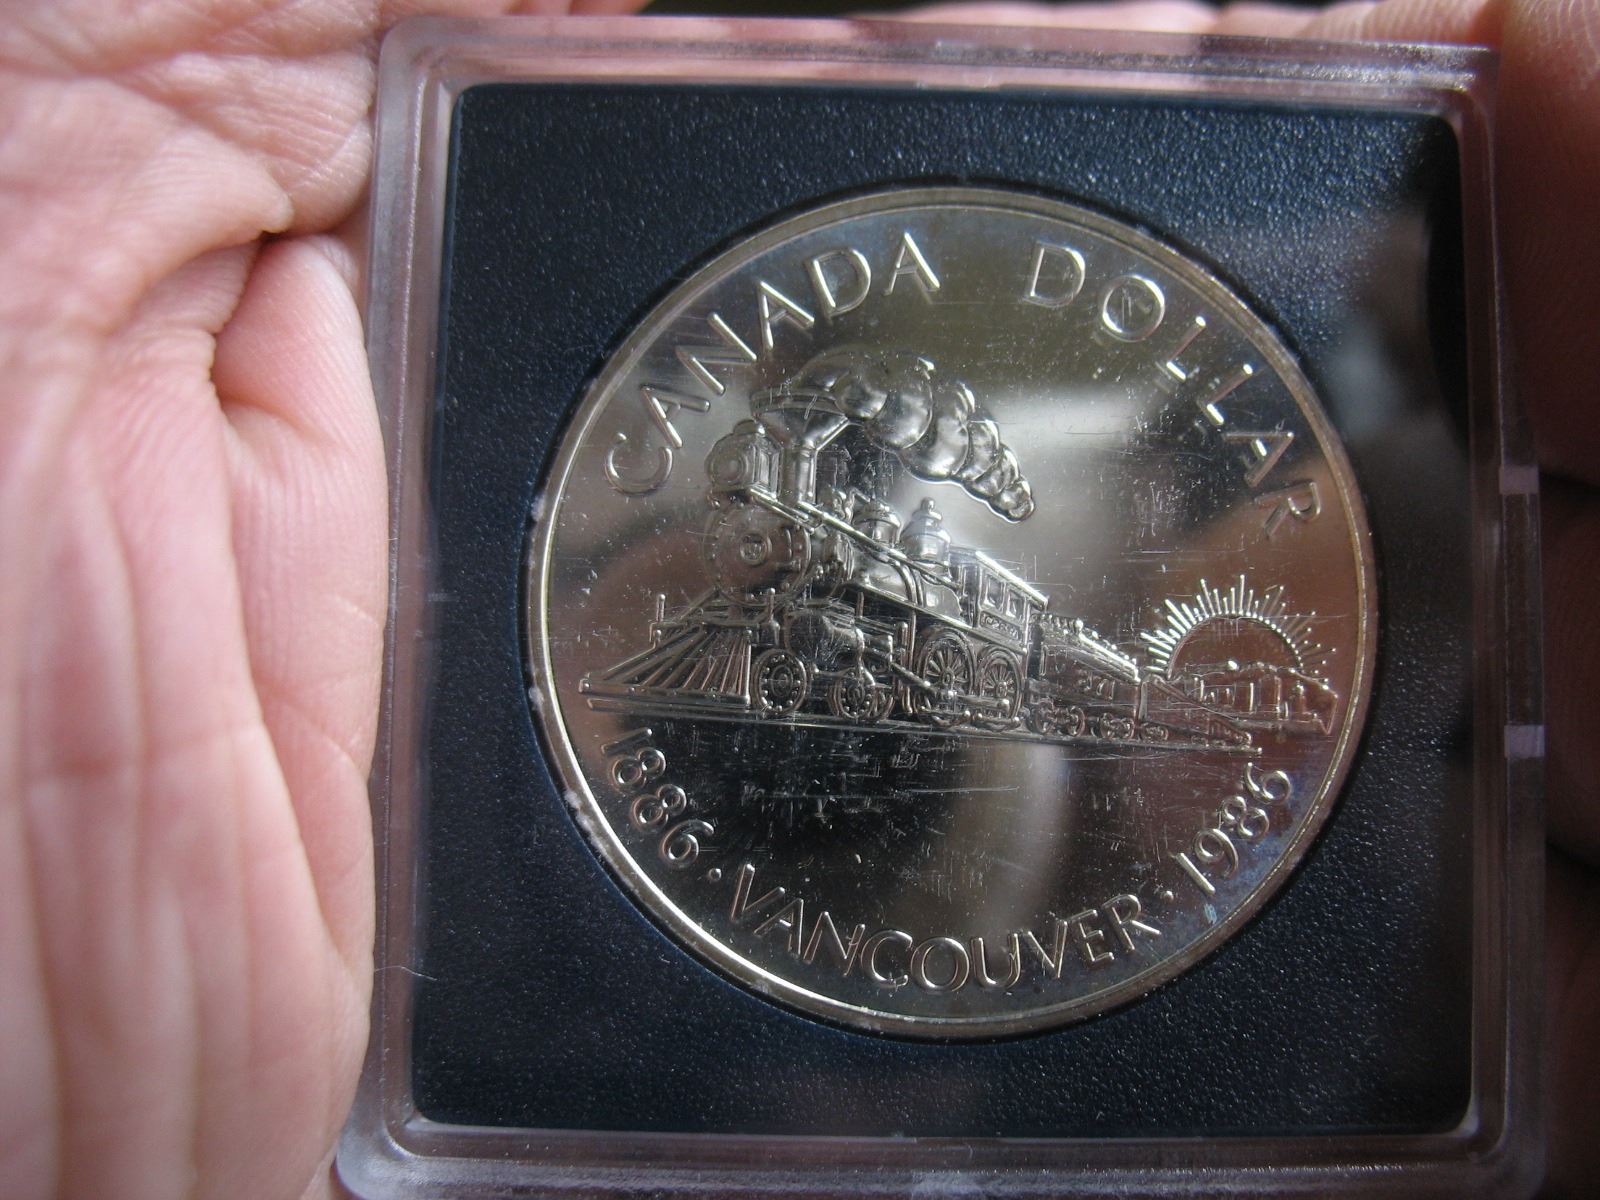 CANADA DOLLAR
1886 · VANCOUVER · 1986